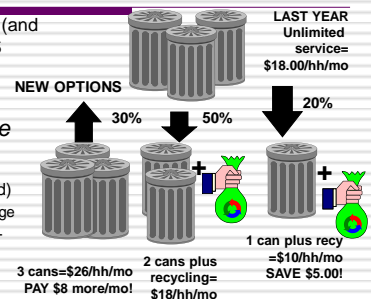 (and
LAST YEAR
Unlimited
service=
$18.00/hh/mo
NEW OPTIONS
30%
50%
20%
+
+
3 cans=$26/hh/mo
PAY $8 more/mo!
2 cans plus
recycling=
$18/hh/mo
1 can plus recy
=$10/hh/mo
SAVE $5.00!